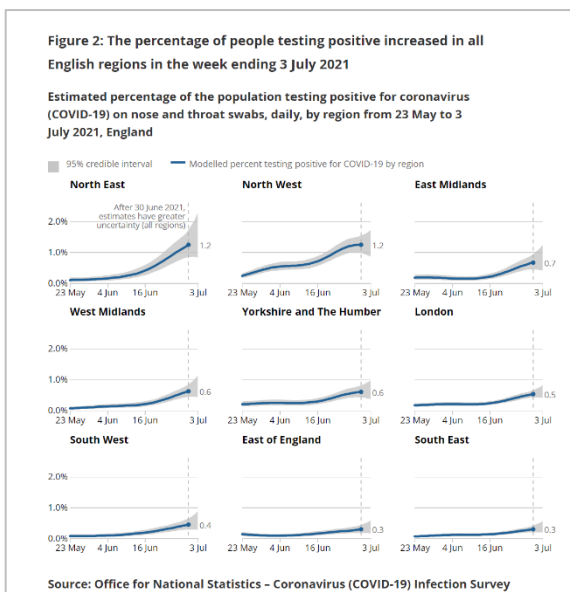 Figure 2: The percentage of people testing positive increased in all
English regions in the week ending 3 July 2021
Estimated percentage of the population testing positive for coronavirus
(COVID-19) on nose and throat swabs, daily, by region from 23 May to 3
July 2021, England
95% credible interval Modelled percent testing positive for COVID-19 by region
North East North West East Midlands
After 30 June 2021,
estimates have greater
uncertainty (all regions)
2.0%
1.0% 1.2 1.2 0.7
0.0%
23 May 4 Jun 16 Jun 3 Jul 23 May 4 Jun 16 Jun 3 Jul 23 May 4 Jun 16 Jun 3 Jul
West Midlands Yorkshire and The Humber London
2.0%
1.0%
0.6 0.6 0.5
0.0%
23 May 4 Jun 16 Jun 3 Jul 23 May 4 Jun 16 Jun 3 Jul 23 May 4 Jun 16 Jun 3 Jul
South West East of England South East
2.0%
1.0%
0.4 0.3 0.3
0.0%
23 May 4 Jun 16 Jun 3 Jul 23 May 4 Jun 16 Jun 3 Jul 23 May 4 Jun 16 Jun 3 Jul
Source: Office for National Statistics – Coronavirus (COVID-19) Infection Survey